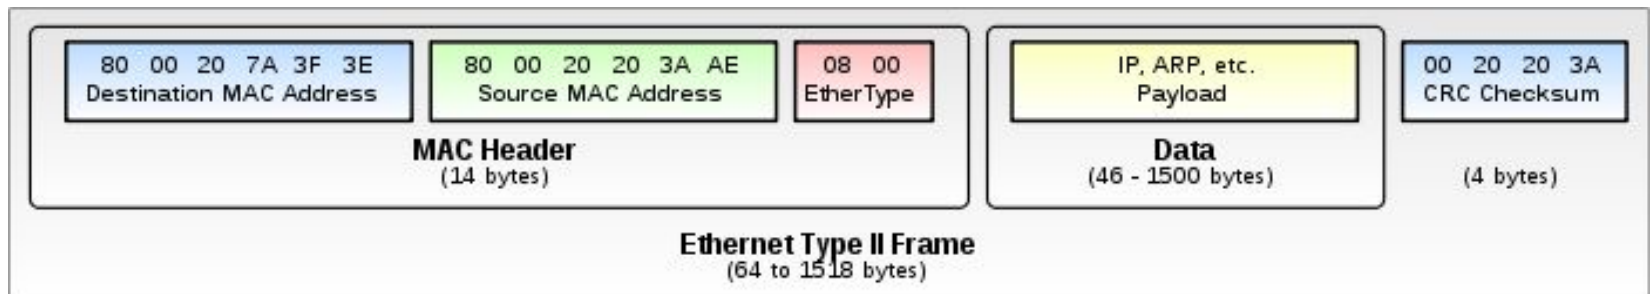 80 00 20 7A 3F 3E
Destination MAC Address
80 00 20 20 3A AE
Source MAC Address
08 00
EtherType
MAC Header
(14 bytes)
IP, ARP, etc.
Payload
Data
(46 - 1500 bytes)
00 20 20 3A
CRC Checksum
(4 bytes)
Ethernet Type II Frame
(64 to 1518 bytes)